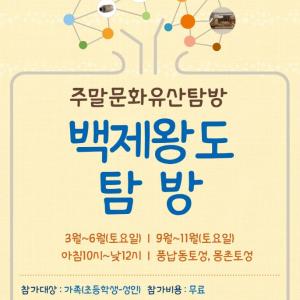 주말문화유산탐방
백제왕도
탐방
3월~6월(토요일) | 9월~11월(토요일)
아침10시~낮12시 | 풍납동토성, 몽촌토성
참가대상 : 가족(초등학생~성인) 참가비용 : 무료